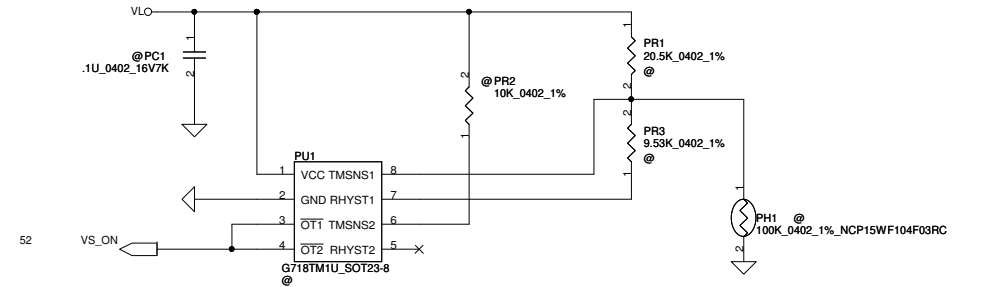 VL
1
@ PC1
.1U_0402_16V7K
2
2
@ PR2
10K_0402_1%
1
1
PR1
20.5K_0402_1%
@
2
2
PR3
9.53K_0402_1%
@
1
PU1
1 VCC TMSNS1 8
2 GND RHYST1 7
3 OT1 TMSNS2 6
4 OT2 RHYST2 5
G718TM1U_SOT23-8
@
52 VS_ON
1
PH1 @
100K_0402_1%_NCP15WF104F03RC
2